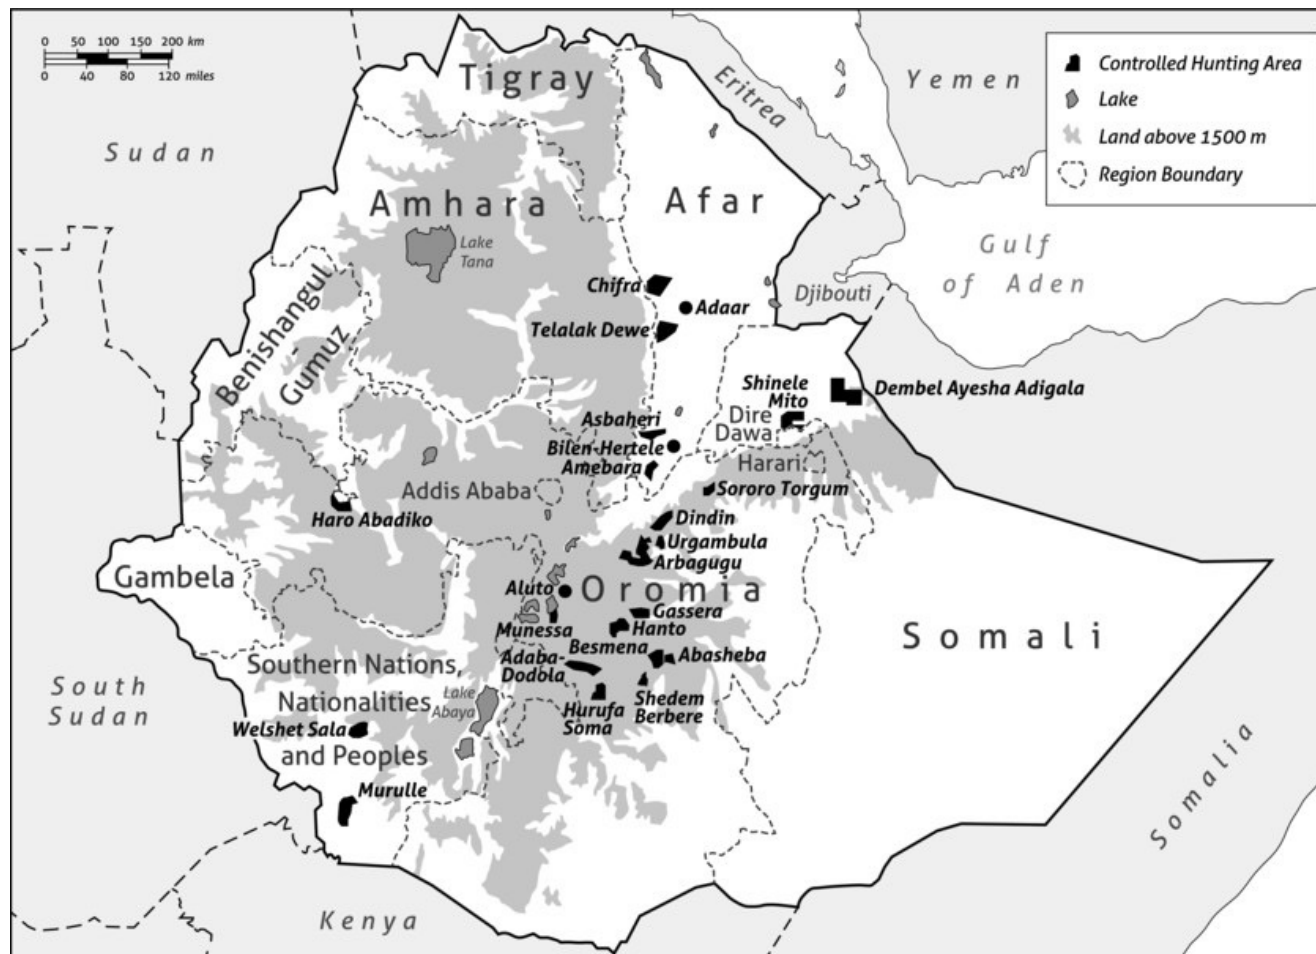 0 50 100 150 200 km
0 40 80 120 miles
Controlled Hunting Area
Lake
Land above 1500 m
Region Boundary
Tigray
Eritrea
Yemen
Sudan
Amhara
Afar
Lake
Tana
Gulf
of Aden
Chifra
Djibouti
Adaar
Telalak Dewe
Benishangul
Gumuz
Shinele
Mito
Dembel Ayesha Adigala
Asbaheri
Dire
Dawa
Bilen-Hertele
Amebara
Harari
Addis Ababa
Sororo Torgum
Haro Abadiko
Dindin
Urgambula
Arbagugu
Gambela
Aluto
Oromia
Gassera
Munessa
Hanto
Somali
Besmena
Abasheba
Adaba-
Dodola
Southern Nations,
Nationalities
and Peoples
South
Sudan
Lake
Abaya
Hurufa
Soma
Shedem
Berbere
Welshet Sala
Murulle
Somalia
Kenya